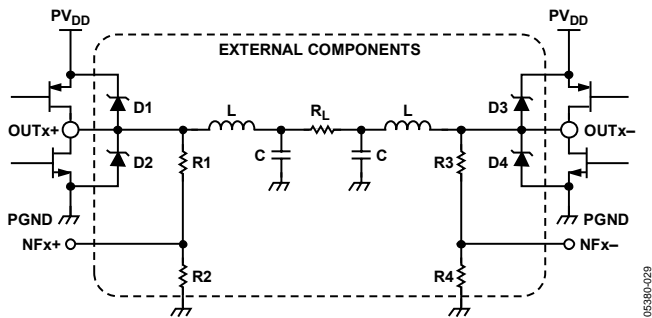 PVDD
PVDD
EXTERNAL COMPONENTS
D1
L
RL
L
D3
OUTx+
OUTx–
D2
R1
C
C
R3
D4
PGND
PGND
NFx+
NFx–
R2
R4
05380-029